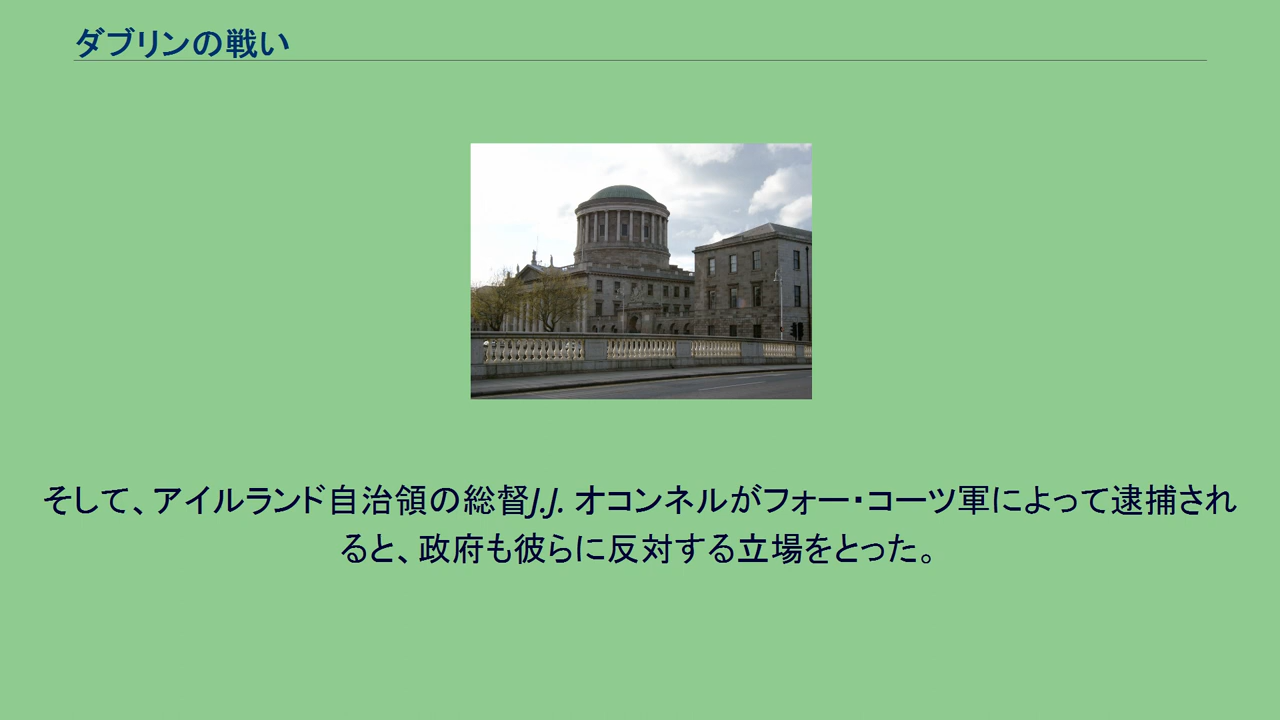 ダブリンの戦い
そして、アイルランド自治領の総督J.J. オコンネルがフォー・コーツ軍によって逮捕され
ると、政府も彼らに反対する立場をとった。